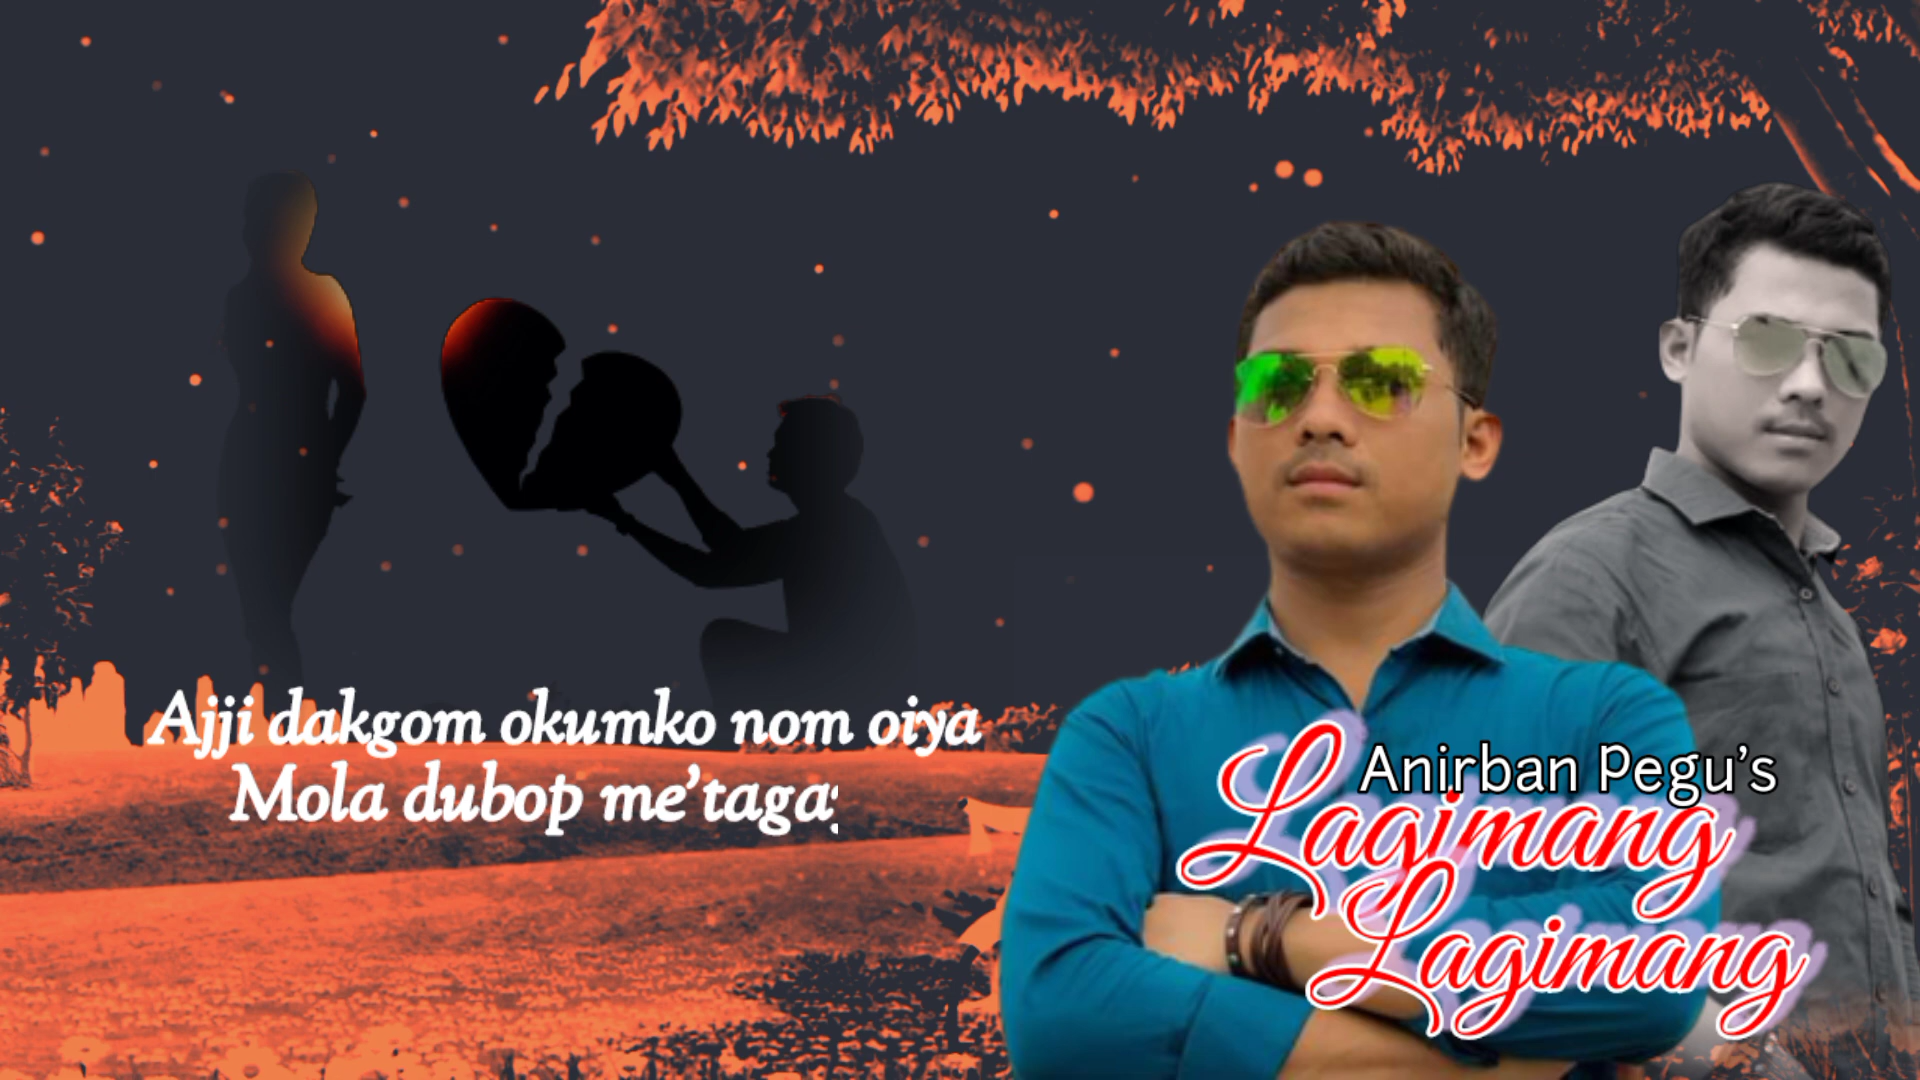 Ajji dakgom okumko nom oiya
Mola dubop me'taga
Anirban Pegu's
Lagimang
Lagimang